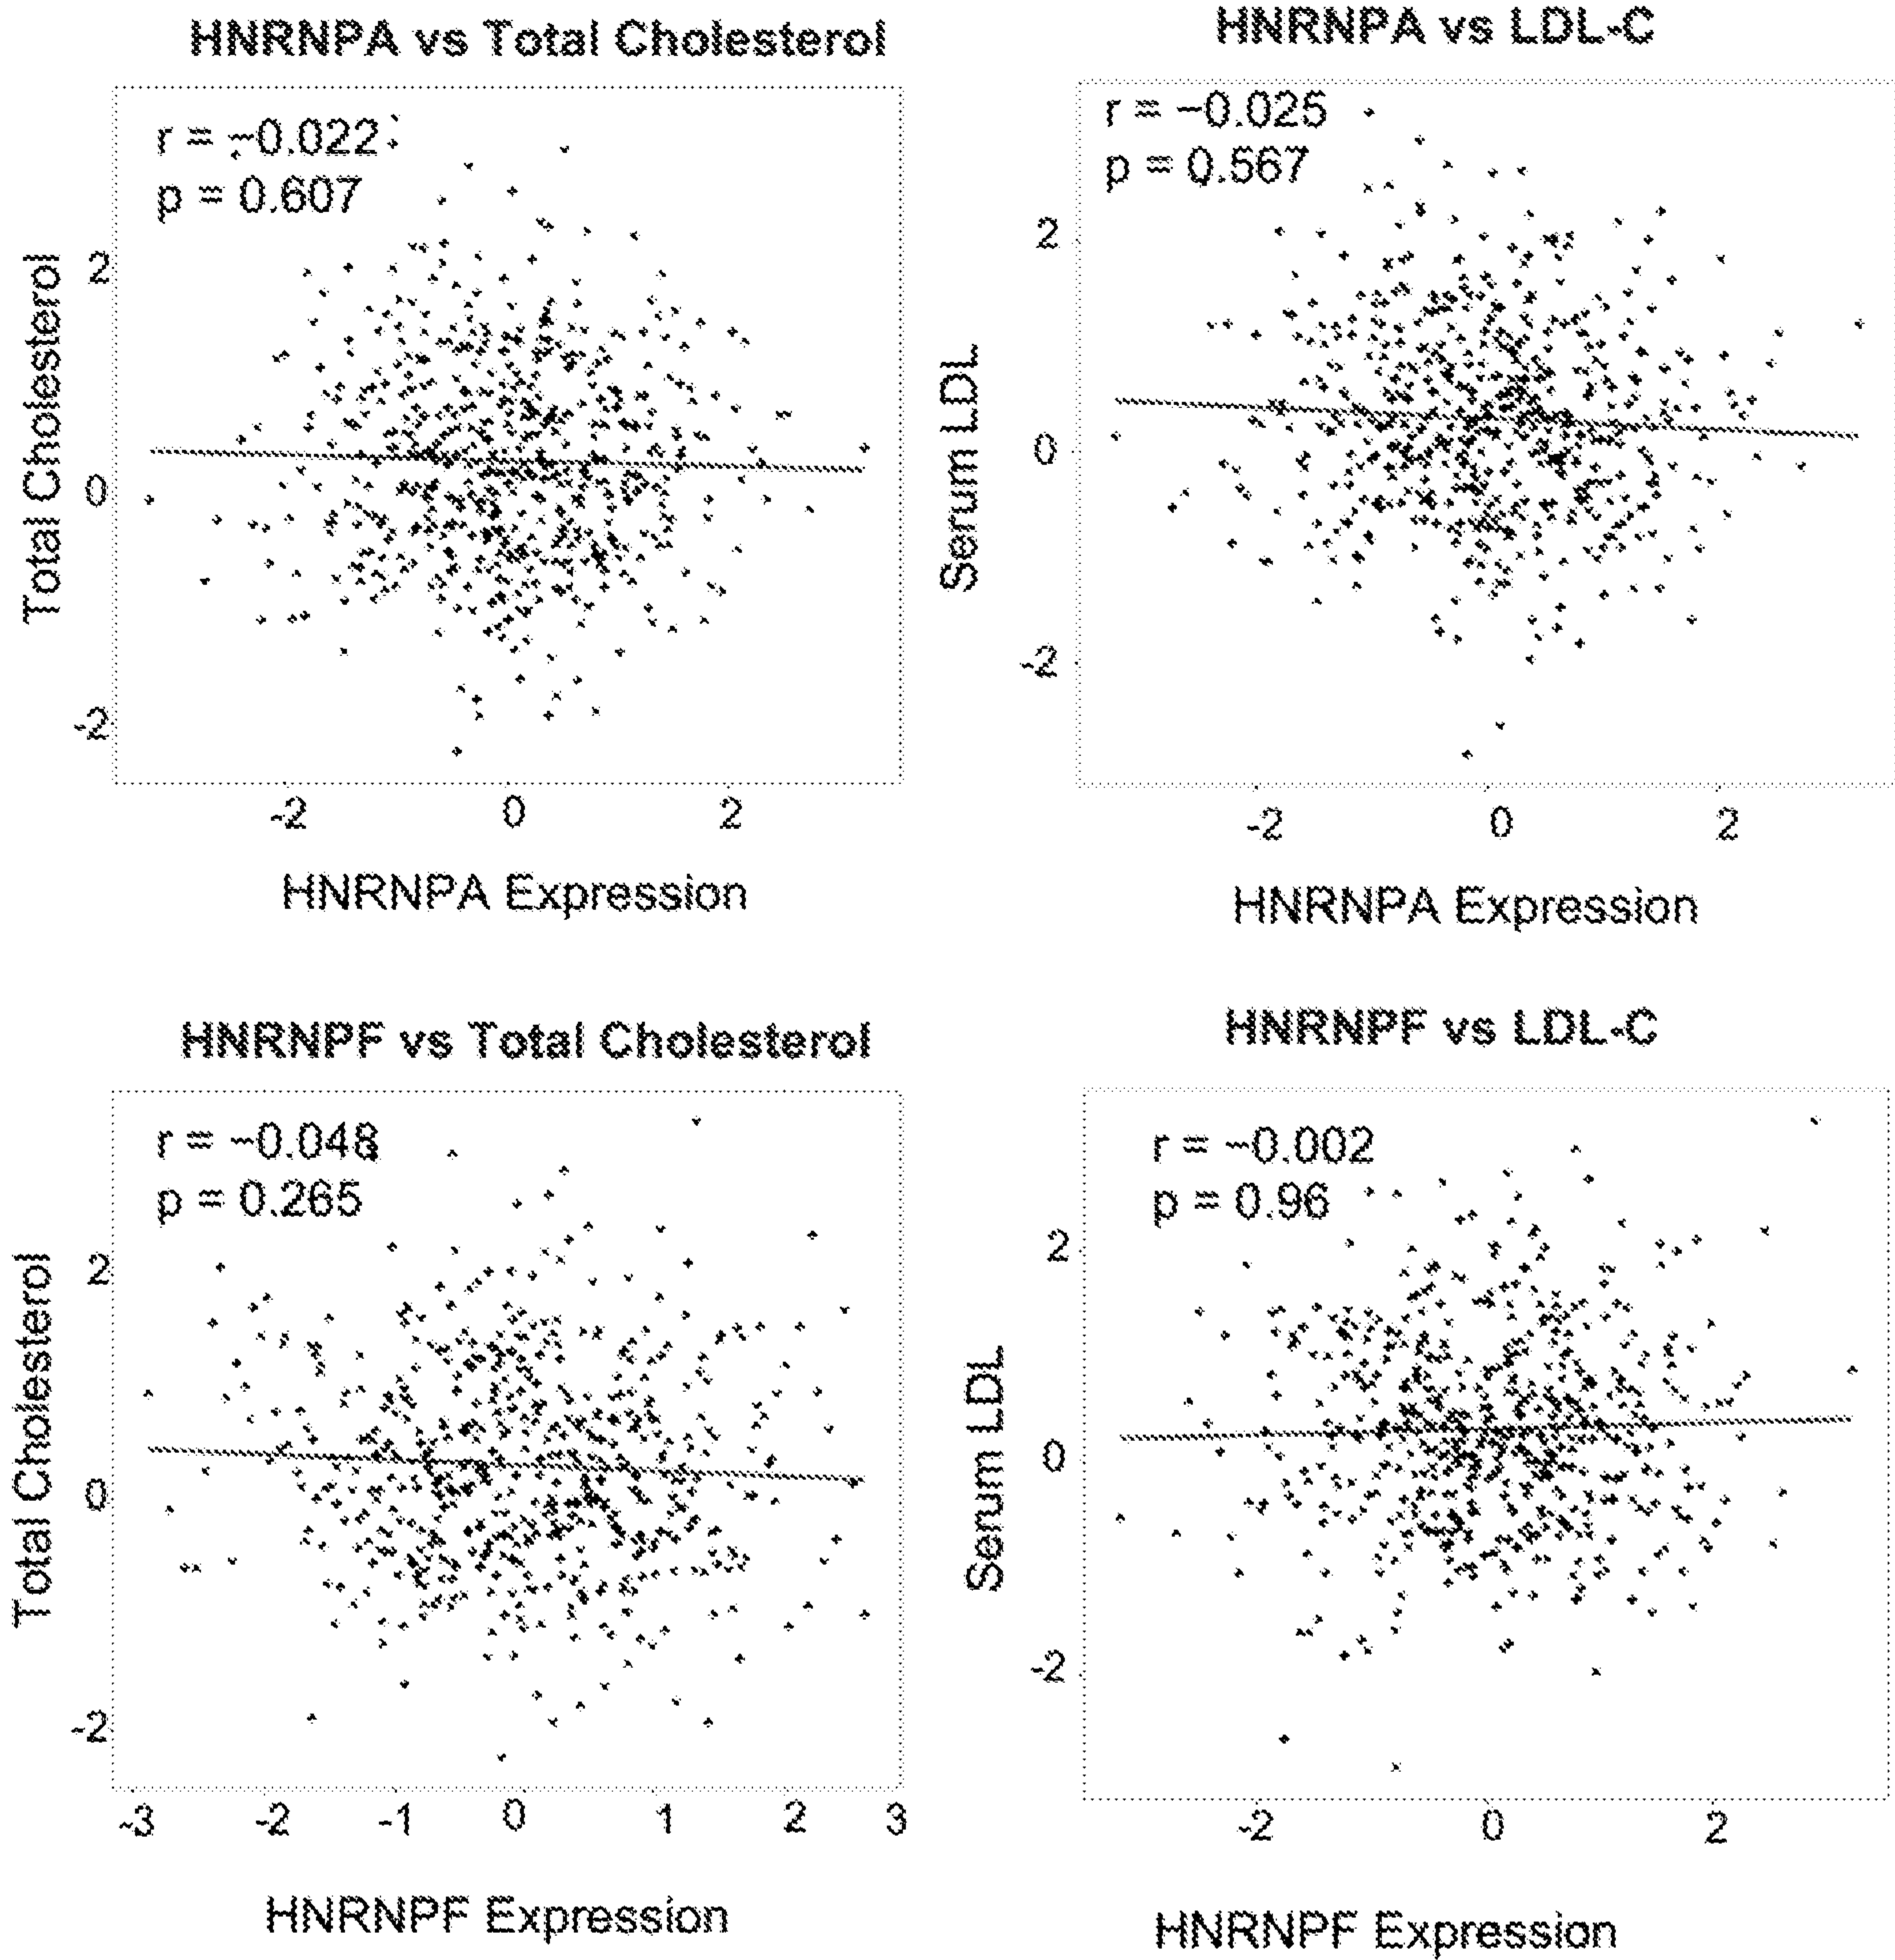 HNRNPA vs Total Cholesterol
r = −0.022
p = 0.607
Total Cholesterol
2
0
-2
-2 0 2
HNRNPA Expression
HNRNPA vs LDL-C
r = −0.025
p = 0.567
Serum LDL
2
0
-2
-2 0 2
HNRNPA Expression
HNRNPF vs Total Cholesterol
r = −0.048
p = 0.265
Total Cholesterol
2
0
-2
-3 -2 -1 0 1 2 3
HNRNPF Expression
HNRNPF vs LDL-C
r = −0.002
p = 0.96
Serum LDL
2
0
-2
-2 0 2
HNRNPF Expression